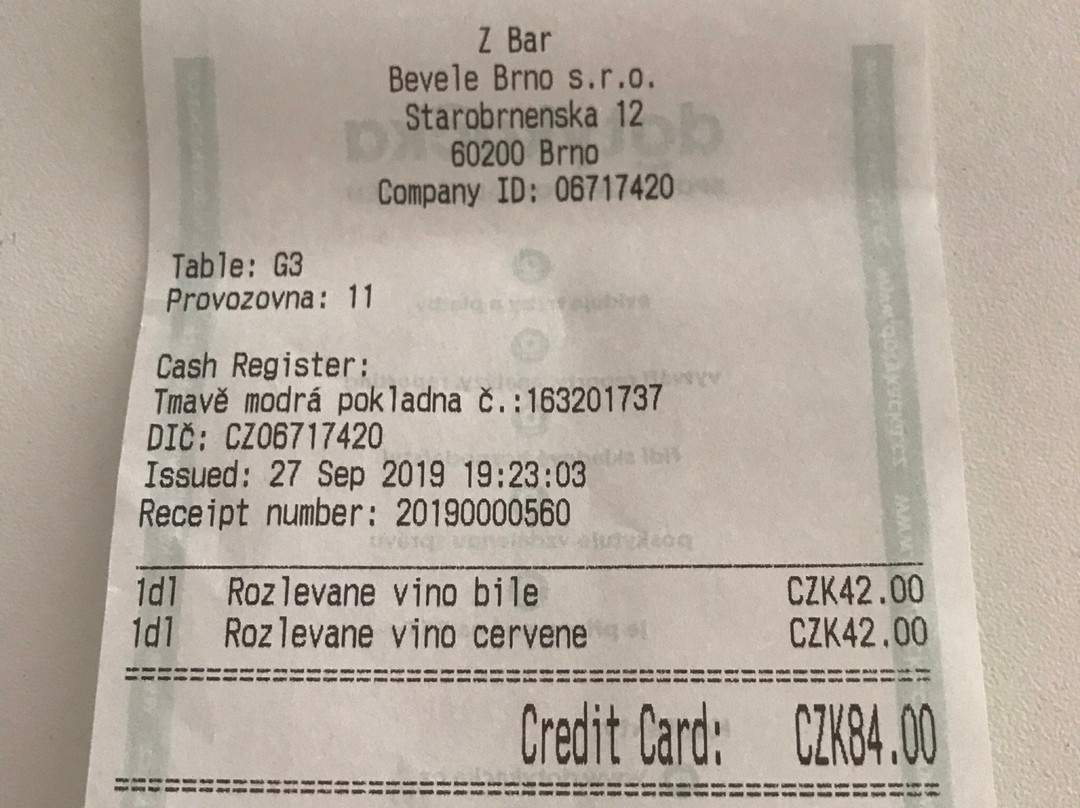 Z Bar
Bevele Brno s.r.o.
Starobrnenska 12
60200 Brno
Company ID: 06717420
Table: G3
Provozovna: 11
Cash Register:
Tmavě modrá pokladna č.:163201737
DIČ: CZ06717420
Issued: 27 Sep 2019 19:23:03
Receipt number: 20190000560
1dl Rozlevane vino bile CZK42.00
1dl Rozlevane vino cervene CZK42.00
Credit Card: CZK84.00